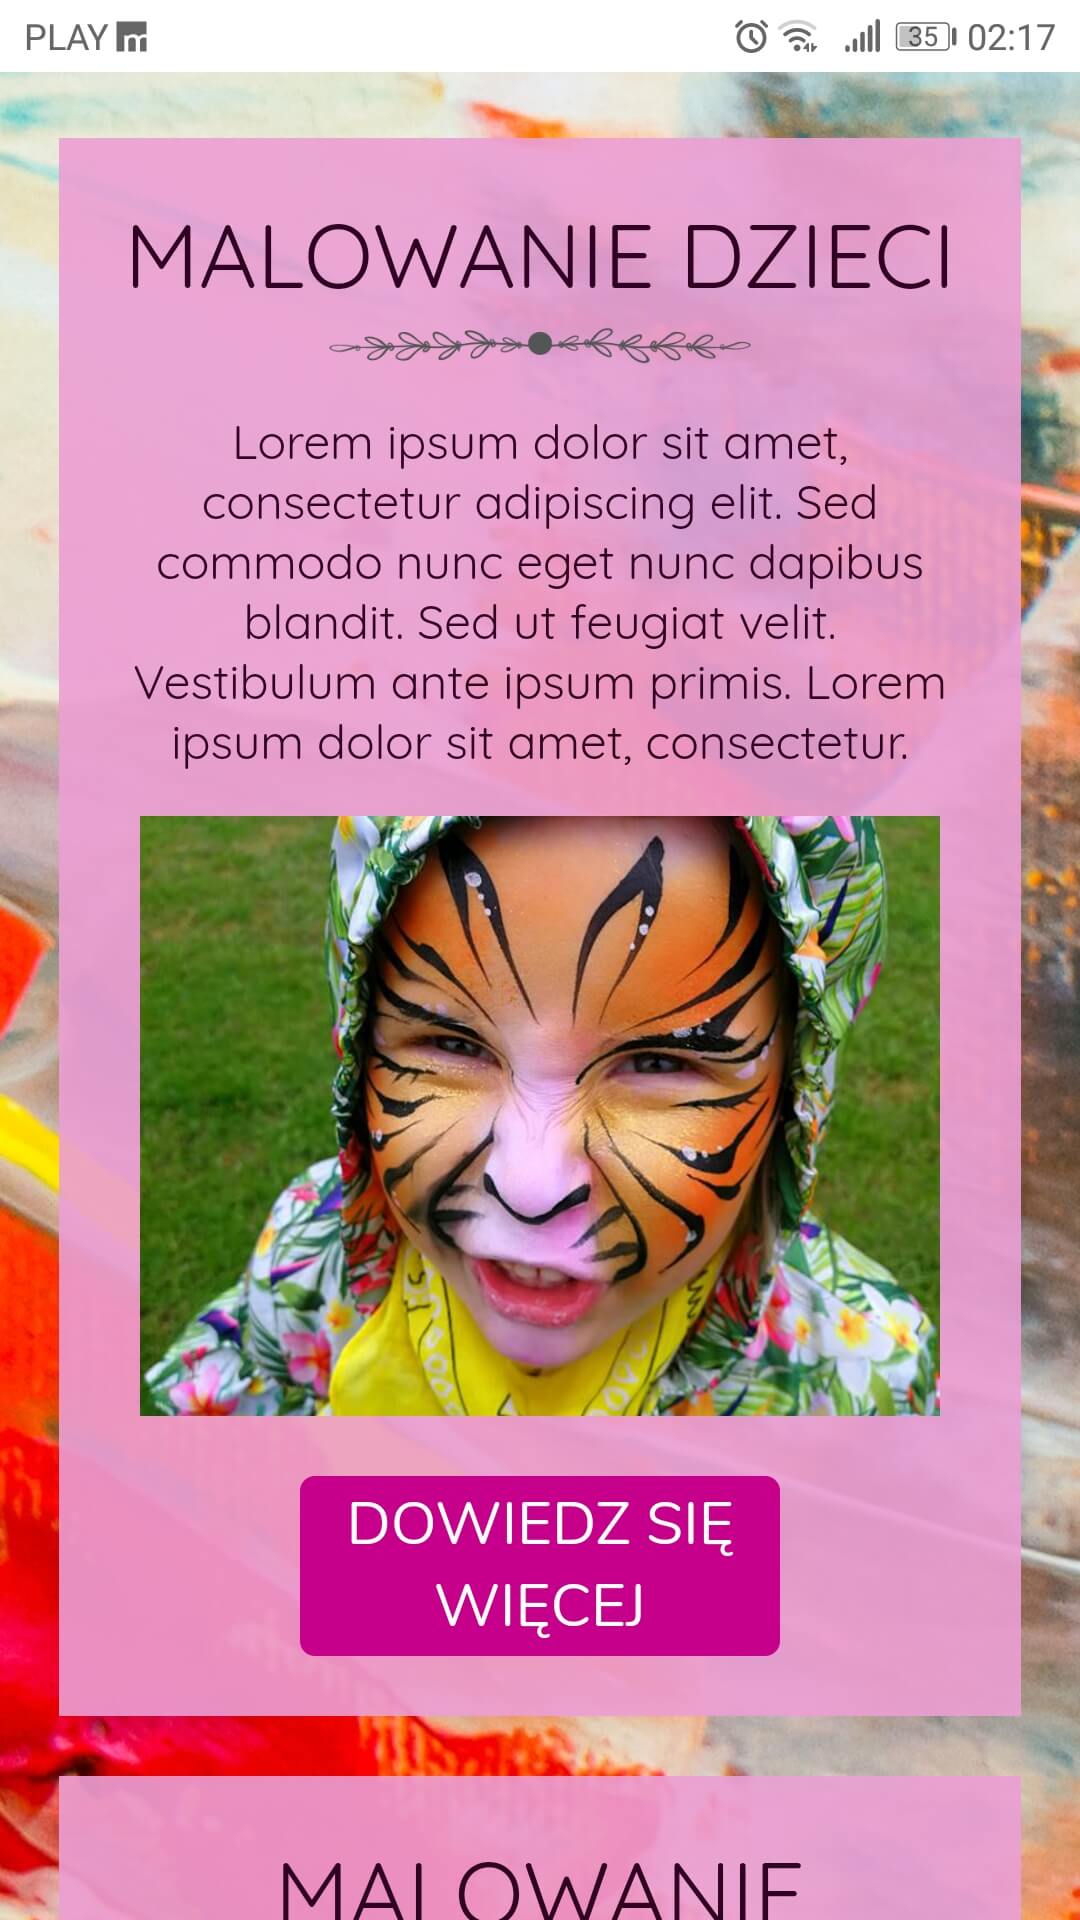 PLAY m 35 02:17
MALOWANIE DZIECI
Lorem ipsum dolor sit amet,
consectetur adipiscing elit. Sed
commodo nunc eget nunc dapibus
blandit. Sed ut feugiat velit.
Vestibulum ante ipsum primis. Lorem
ipsum dolor sit amet, consectetur.
DOWIEDZ SIĘ
WIĘCEJ
MALOWANIE